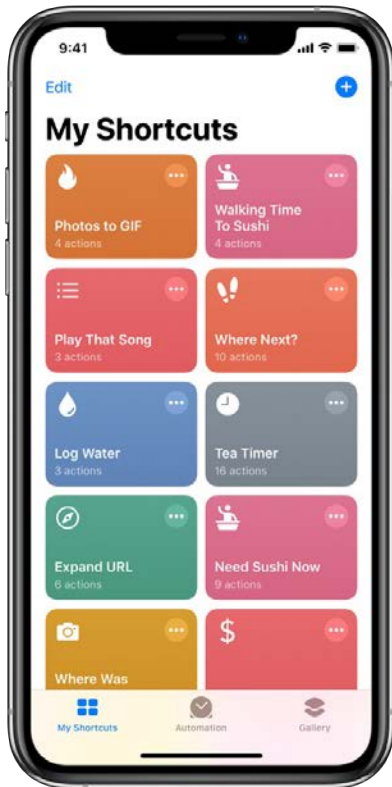 9:41
Edit
My Shortcuts
Photos to GIF
4 actions
Walking Time
To Sushi
4 actions
Play That Song
3 actions
Where Next?
10 actions
Log Water
3 actions
Tea Timer
16 actions
Expand URL
6 actions
Need Sushi Now
9 actions
Where Was
$
My Shortcuts
Automation
Gallery